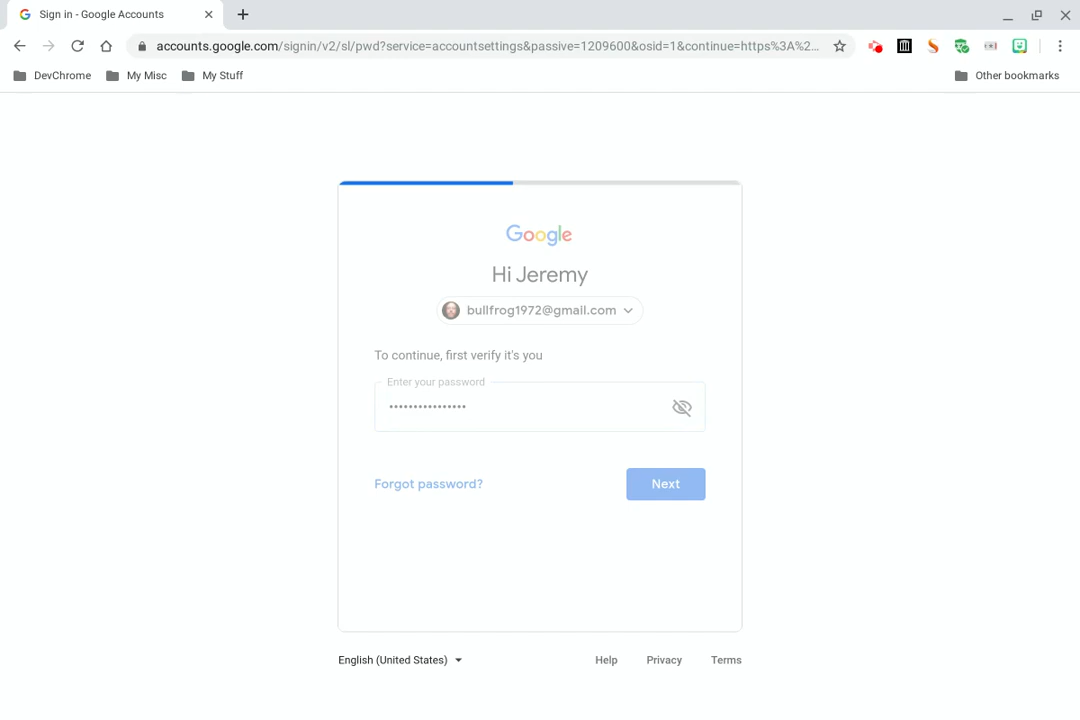 Sign in - Google Accounts
accounts.google.com/signin/v2/sl/pwd?service=accountsettings&passive=1209600&osid=1&continue=https%3A%2...
DevChrome
My Misc
My Stuff
Other bookmarks
Google
Hi Jeremy
bullfrog1972@gmail.com
To continue, first verify it's you
Enter your password
••••••••••••••••
Forgot password?
Next
English (United States)
Help
Privacy
Terms